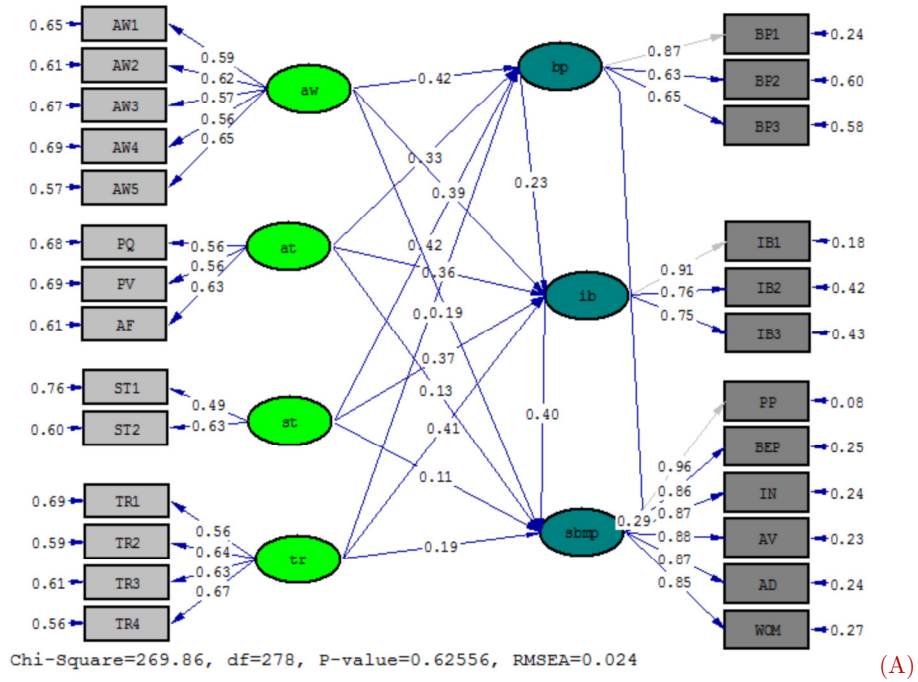 0.65 AW1 0.59
0.61 AW2 0.62
0.67 AW3 0.57
0.69 AW4 0.56
0.57 AW5 0.65
aw
0.68 PQ 0.56
0.69 PV 0.56
0.61 AF 0.63
at
0.76 ST1 0.49
0.60 ST2 0.63
st
0.69 TR1 0.56
0.59 TR2 0.64
0.61 TR3 0.63
0.56 TR4 0.67
tr
0.42
0.33
0.39
0.23
0.42
0.36
0.19
0.37
0.13
0.41
0.40
0.11
0.19
0.29
bp
0.87 BP1 0.24
0.63 BP2 0.60
0.65 BP3 0.58
ib
0.91 IB1 0.18
0.76 IB2 0.42
0.75 IB3 0.43
sbmp
0.96 PP 0.08
0.86 BEP 0.25
0.87 IN 0.24
0.88 AV 0.23
0.87 AD 0.24
0.85 WOM 0.27
Chi-Square=269.86, df=278, P-value=0.62556, RMSEA=0.024
(A)